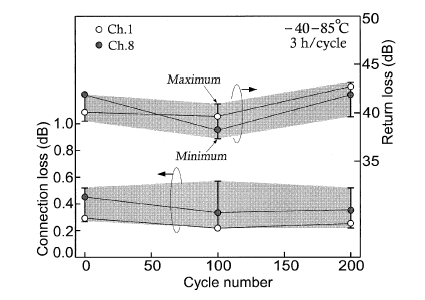 Ch.1
Ch.8
−40–85°C
3 h/cycle
Maximum
Minimum
Connection loss (dB)
1.0
0.8
0.6
0.4
0.2
0.0
50
45
40
35
Return loss (dB)
0
50
100
150
200
Cycle number